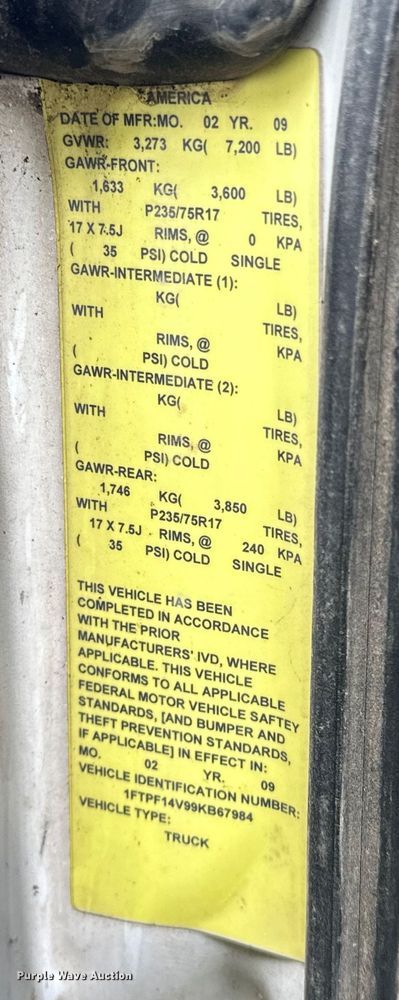 AMERICA
DATE OF MFR:MO. 02 YR. 09
GVWR: 3,273 KG( 7,200 LB)
GAWR-FRONT:
1,633 KG( 3,600 LB)
WITH P235/75R17 TIRES,
17 X 7.5J RIMS, @ 0 KPA
( 35 PSI) COLD SINGLE
GAWR-INTERMEDIATE (1):
KG( LB)
WITH TIRES,
RIMS, @ KPA
( PSI) COLD
GAWR-INTERMEDIATE (2):
KG( LB)
WITH TIRES,
RIMS, @ KPA
( PSI) COLD
GAWR-REAR:
1,746 KG( 3,850 LB)
WITH P235/75R17 TIRES,
17 X 7.5J RIMS, @ 240 KPA
( 35 PSI) COLD SINGLE
THIS VEHICLE HAS BEEN
COMPLETED IN ACCORDANCE
WITH THE PRIOR
MANUFACTURERS' IVD, WHERE
APPLICABLE. THIS VEHICLE
CONFORMS TO ALL APPLICABLE
FEDERAL MOTOR VEHICLE SAFTEY
STANDARDS, [AND BUMPER AND
THEFT PREVENTION STANDARDS,
IF APPLICABLE] IN EFFECT IN:
MO. 02 YR. 09
VEHICLE IDENTIFICATION NUMBER:
1FTPF14V99KB67984
VEHICLE TYPE:
TRUCK
Purple Wave Auction